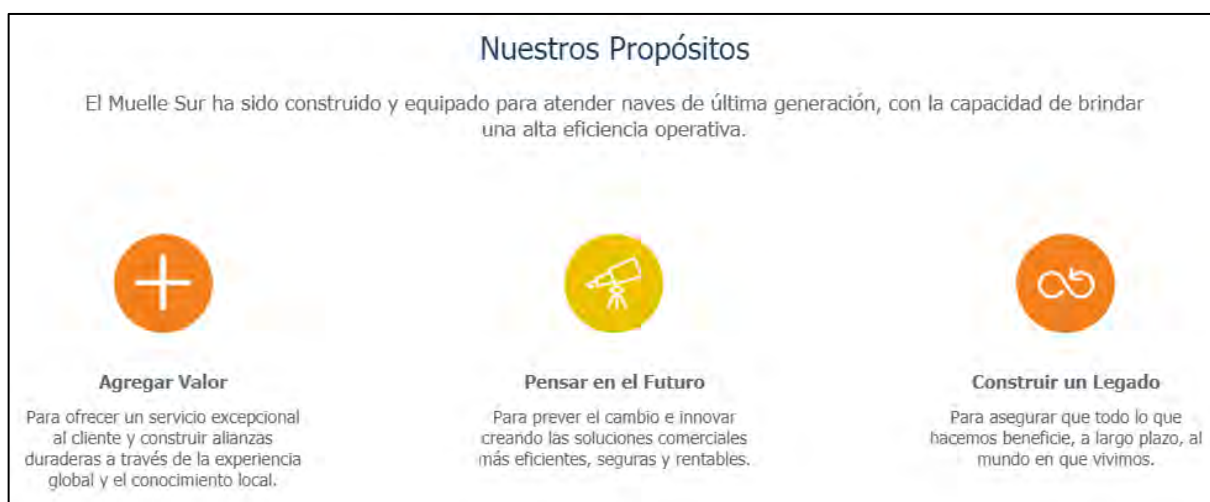 Nuestros Propósitos
El Muelle Sur ha sido construido y equipado para atender naves de última generación, con la capacidad de brindar
una alta eficiencia operativa.
Agregar Valor
Para ofrecer un servicio excepcional
al cliente y construir alianzas
duraderas a través de la experiencia
global y el conocimiento local.
Pensar en el Futuro
Para prever el cambio e innovar
creando las soluciones comerciales
más eficientes, seguras y rentables.
Construir un Legado
Para asegurar que todo lo que
hacemos beneficie, a largo plazo, al
mundo en que vivimos.